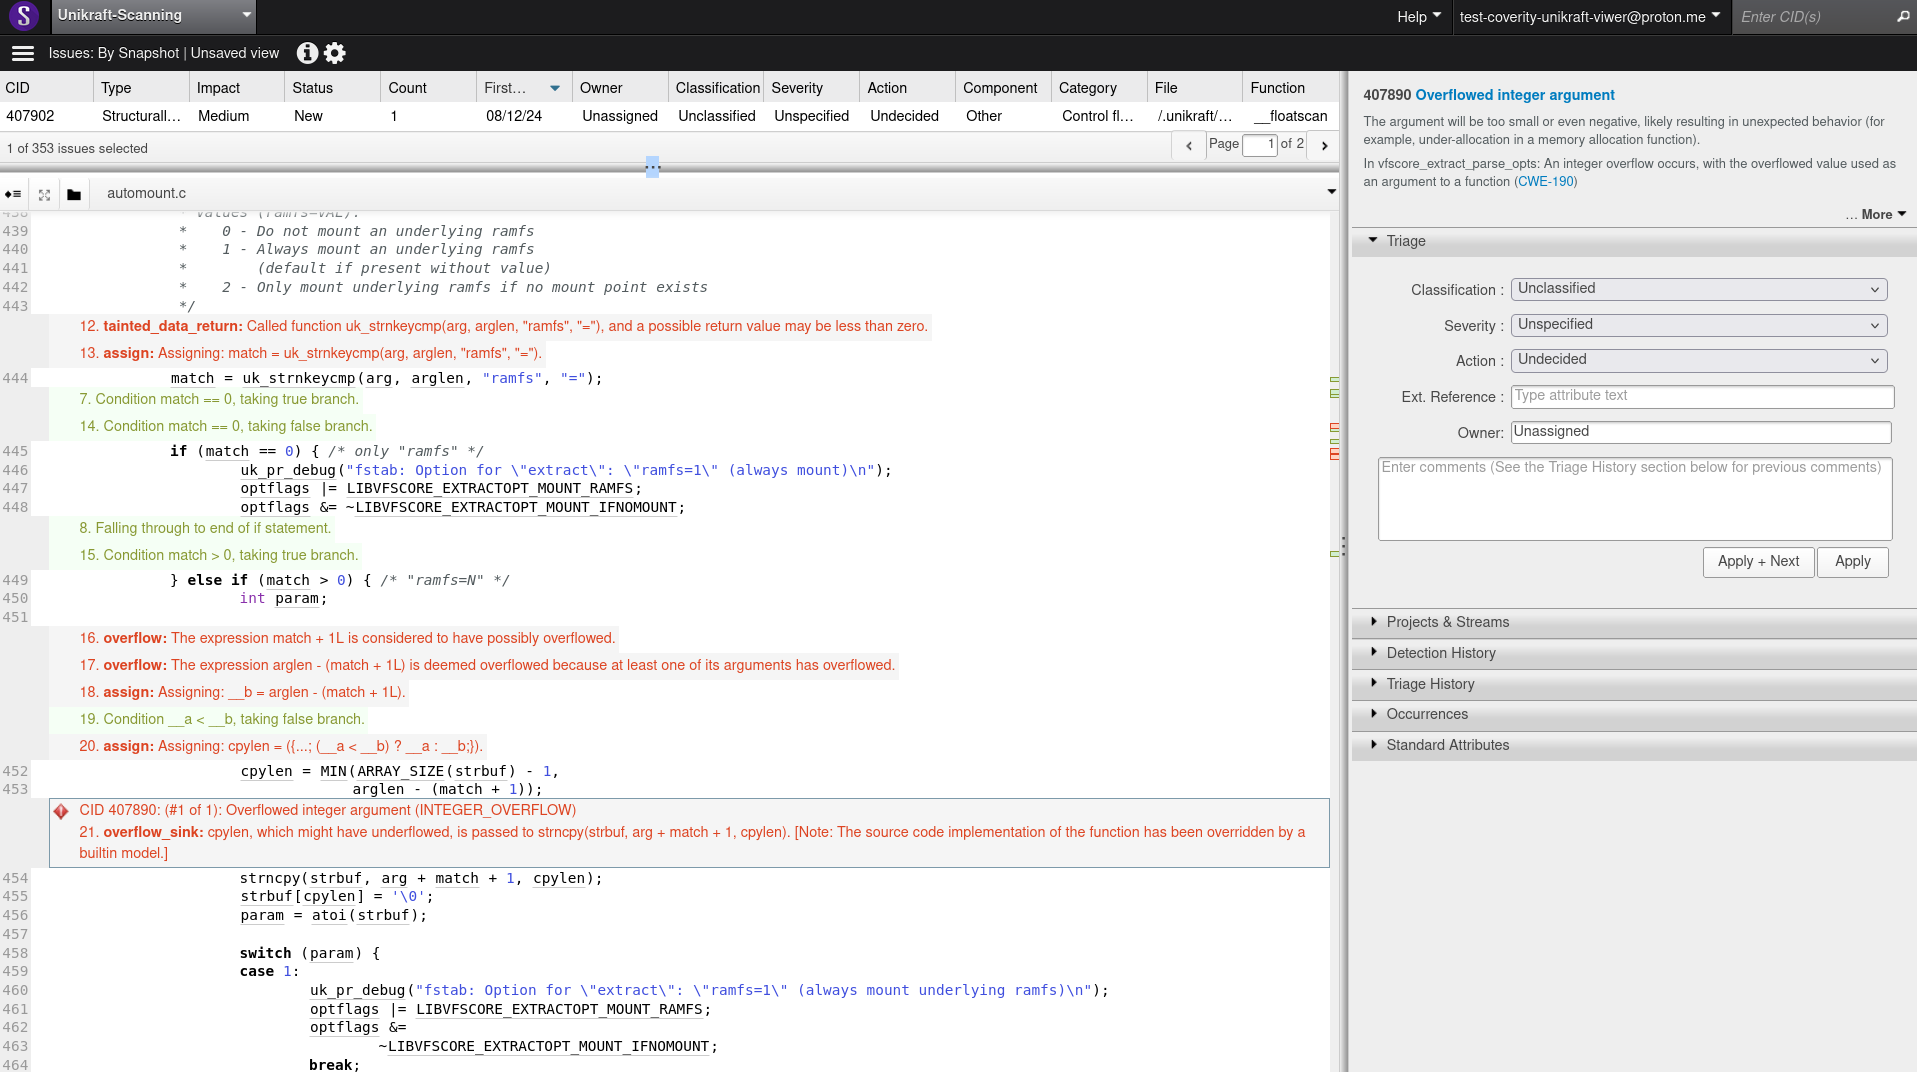 Unikraft-Scanning
Help
test-coverity-unikraft-viwer@proton.me
Enter CID(s)
Issues: By Snapshot | Unsaved view
CID Type Impact Status Count First... Owner Classification Severity Action Component Category File Function
407902 Structurall... Medium New 1 08/12/24 Unassigned Unclassified Unspecified Undecided Other Control fl... /.unikraft/... __floatscan
1 of 353 issues selected
Page 1 of 2
automount.c
438 * values (ramfs=VAL):
439 * 0 - Do not mount an underlying ramfs
440 * 1 - Always mount an underlying ramfs
441 * (default if present without value)
442 * 2 - Only mount underlying ramfs if no mount point exists
443 */
12. tainted_data_return: Called function uk_strnkeycmp(arg, arglen, "ramfs", "="), and a possible return value may be less than zero.
13. assign: Assigning: match = uk_strnkeycmp(arg, arglen, "ramfs", "=").
444 match = uk_strnkeycmp(arg, arglen, "ramfs", "=");
7. Condition match == 0, taking true branch.
14. Condition match == 0, taking false branch.
445 if (match == 0) { /* only "ramfs" */
446 uk_pr_debug("fstab: Option for \"extract\": \"ramfs=1\" (always mount)\n");
447 optflags |= LIBVFSCORE_EXTRACTOPT_MOUNT_RAMFS;
448 optflags &= ~LIBVFSCORE_EXTRACTOPT_MOUNT_IFNOMOUNT;
8. Falling through to end of if statement.
15. Condition match > 0, taking true branch.
449 } else if (match > 0) { /* "ramfs=N" */
450 int param;
451
16. overflow: The expression match + 1L is considered to have possibly overflowed.
17. overflow: The expression arglen - (match + 1L) is deemed overflowed because at least one of its arguments has overflowed.
18. assign: Assigning: __b = arglen - (match + 1L).
19. Condition __a < __b, taking false branch.
20. assign: Assigning: cpylen = ({...; (__a < __b) ? __a : __b;}).
452 cpylen = MIN(ARRAY_SIZE(strbuf) - 1,
453 arglen - (match + 1));
CID 407890: (#1 of 1): Overflowed integer argument (INTEGER_OVERFLOW)
21. overflow_sink: cpylen, which might have underflowed, is passed to strncpy(strbuf, arg + match + 1, cpylen). [Note: The source code implementation of the function has been overridden by a
builtin model.]
454 strncpy(strbuf, arg + match + 1, cpylen);
455 strbuf[cpylen] = '\0';
456 param = atoi(strbuf);
457
458 switch (param) {
459 case 1:
460 uk_pr_debug("fstab: Option for \"extract\": \"ramfs=1\" (always mount underlying ramfs)\n");
461 optflags |= LIBVFSCORE_EXTRACTOPT_MOUNT_RAMFS;
462 optflags &=
463 ~LIBVFSCORE_EXTRACTOPT_MOUNT_IFNOMOUNT;
464 break;
407890 Overflowed integer argument
The argument will be too small or even negative, likely resulting in unexpected behavior (for
example, under-allocation in a memory allocation function).
In vfscore_extract_parse_opts: An integer overflow occurs, with the overflowed value used as
an argument to a function (CWE-190)
... More
Triage
Classification : Unclassified
Severity : Unspecified
Action : Undecided
Ext. Reference : Type attribute text
Owner: Unassigned
Enter comments (See the Triage History section below for previous comments)
Apply + Next Apply
Projects & Streams
Detection History
Triage History
Occurrences
Standard Attributes